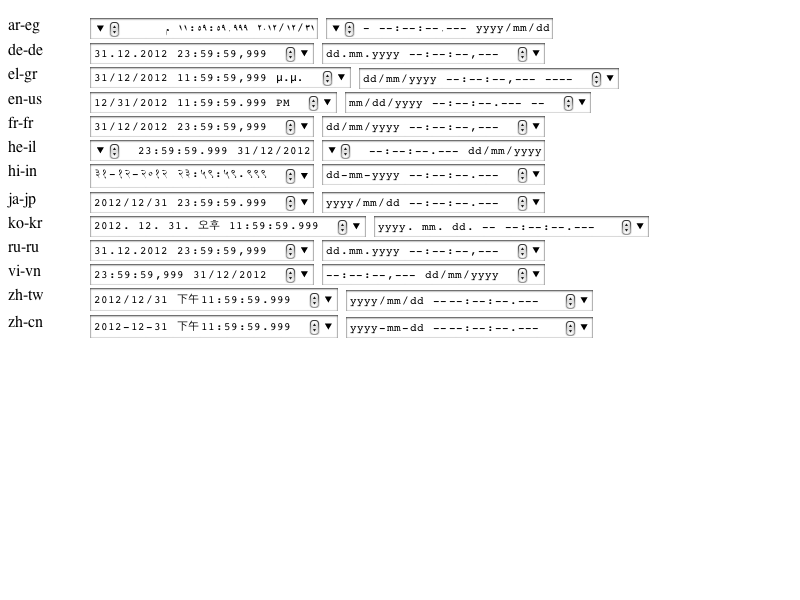 ar-eg ٢٠١٢/١٢/٣١ ١١:٥٩:٥٩.٩٩٩ م - --:--:--.--- yyyy/mm/dd
de-de 31.12.2012 23:59:59,999 dd.mm.yyyy --:--:--,---
el-gr 31/12/2012 11:59:59,999 μ.μ. dd/mm/yyyy --:--:--,--- ----
en-us 12/31/2012 11:59:59.999 PM mm/dd/yyyy --:--:--.--- --
fr-fr 31/12/2012 23:59:59,999 dd/mm/yyyy --:--:--,---
he-il 23:59:59.999 31/12/2012 --:--:--.--- dd/mm/yyyy
hi-in ३१-१२-२०१२ २३:५९:५९.९९९ dd-mm-yyyy --:--:--.---
ja-jp 2012/12/31 23:59:59.999 yyyy/mm/dd --:--:--.---
ko-kr 2012. 12. 31. 오후 11:59:59.999 yyyy. mm. dd. -- --:--:--.---
ru-ru 31.12.2012 23:59:59,999 dd.mm.yyyy --:--:--,---
vi-vn 23:59:59,999 31/12/2012 --:--:--,--- dd/mm/yyyy
zh-tw 2012/12/31 下午11:59:59.999 yyyy/mm/dd ----:--:--.---
zh-cn 2012-12-31 下午11:59:59.999 yyyy-mm-dd ----:--:--.---